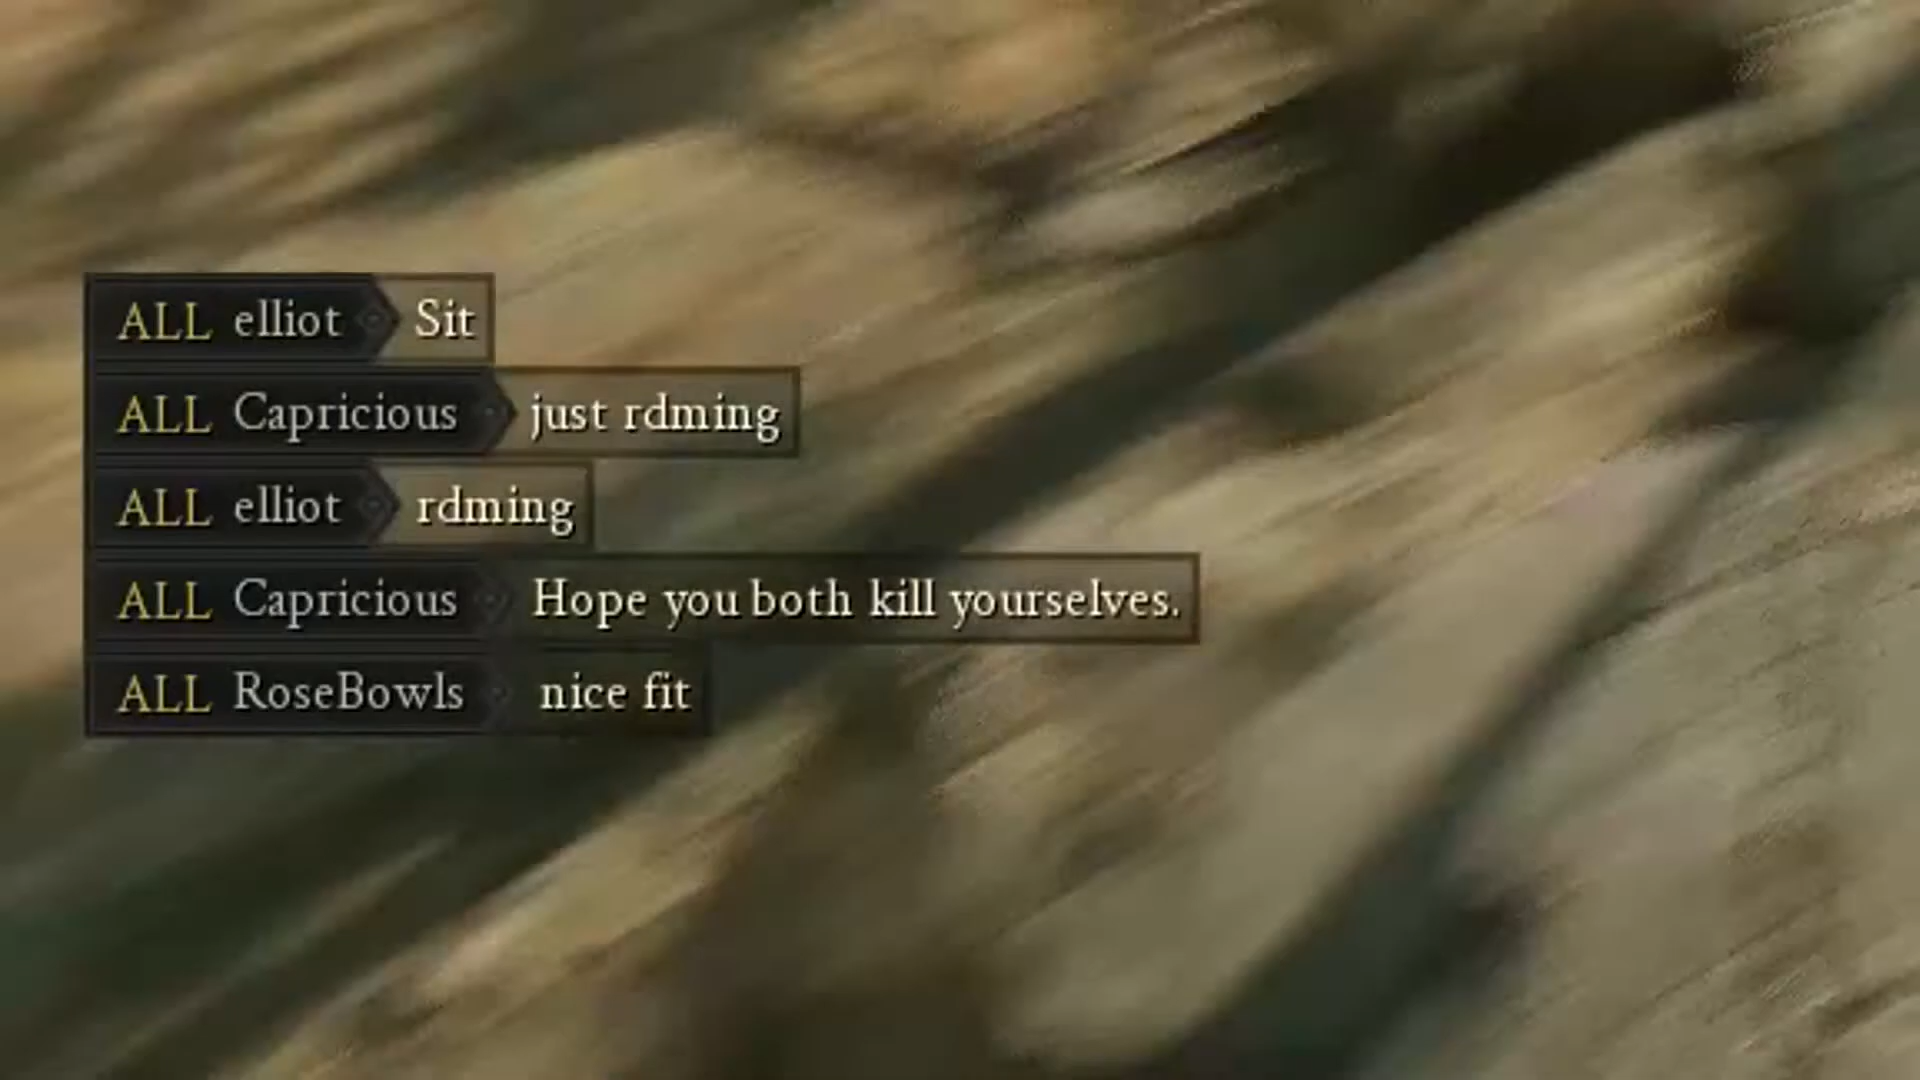 ALL elliot Sit
ALL Capricious just rdming
ALL elliot rdming
ALL Capricious Hope you both kill yourselves.
ALL RoseBowls nice fit